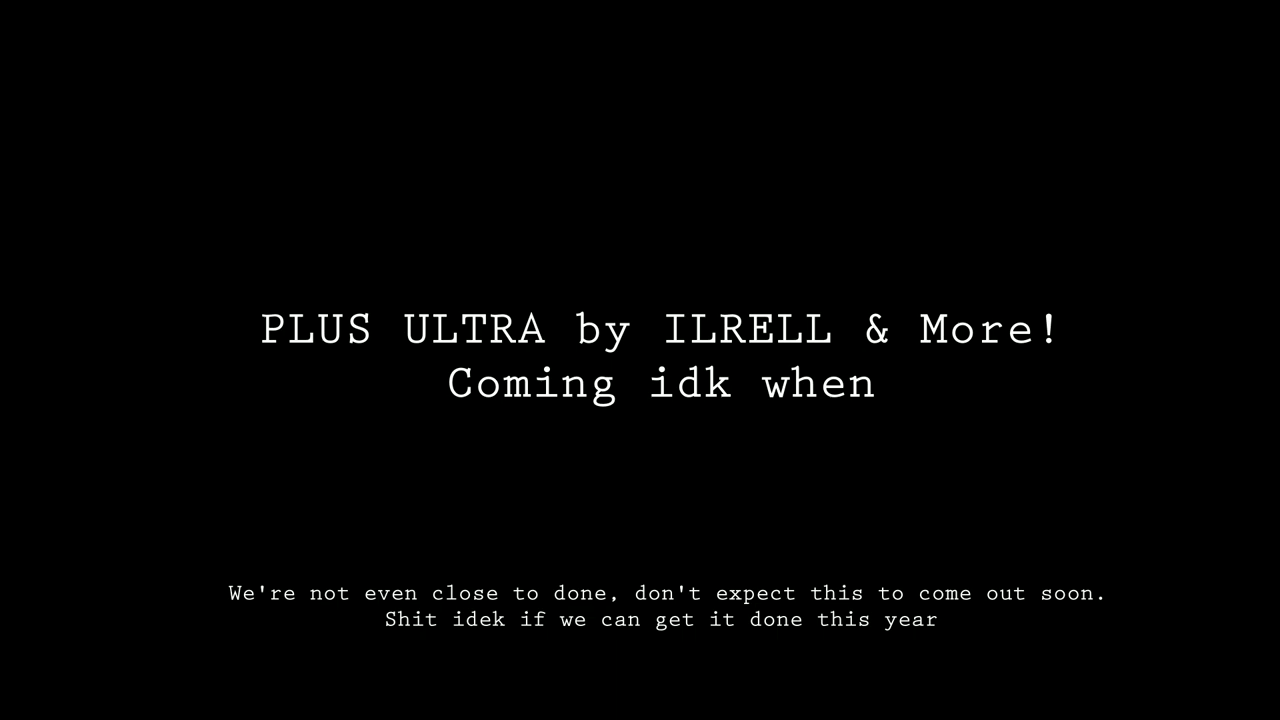 PLUS ULTRA by ILRELL & More!
Coming idk when
We're not even close to done, don't expect this to come out soon.
Shit idek if we can get it done this year